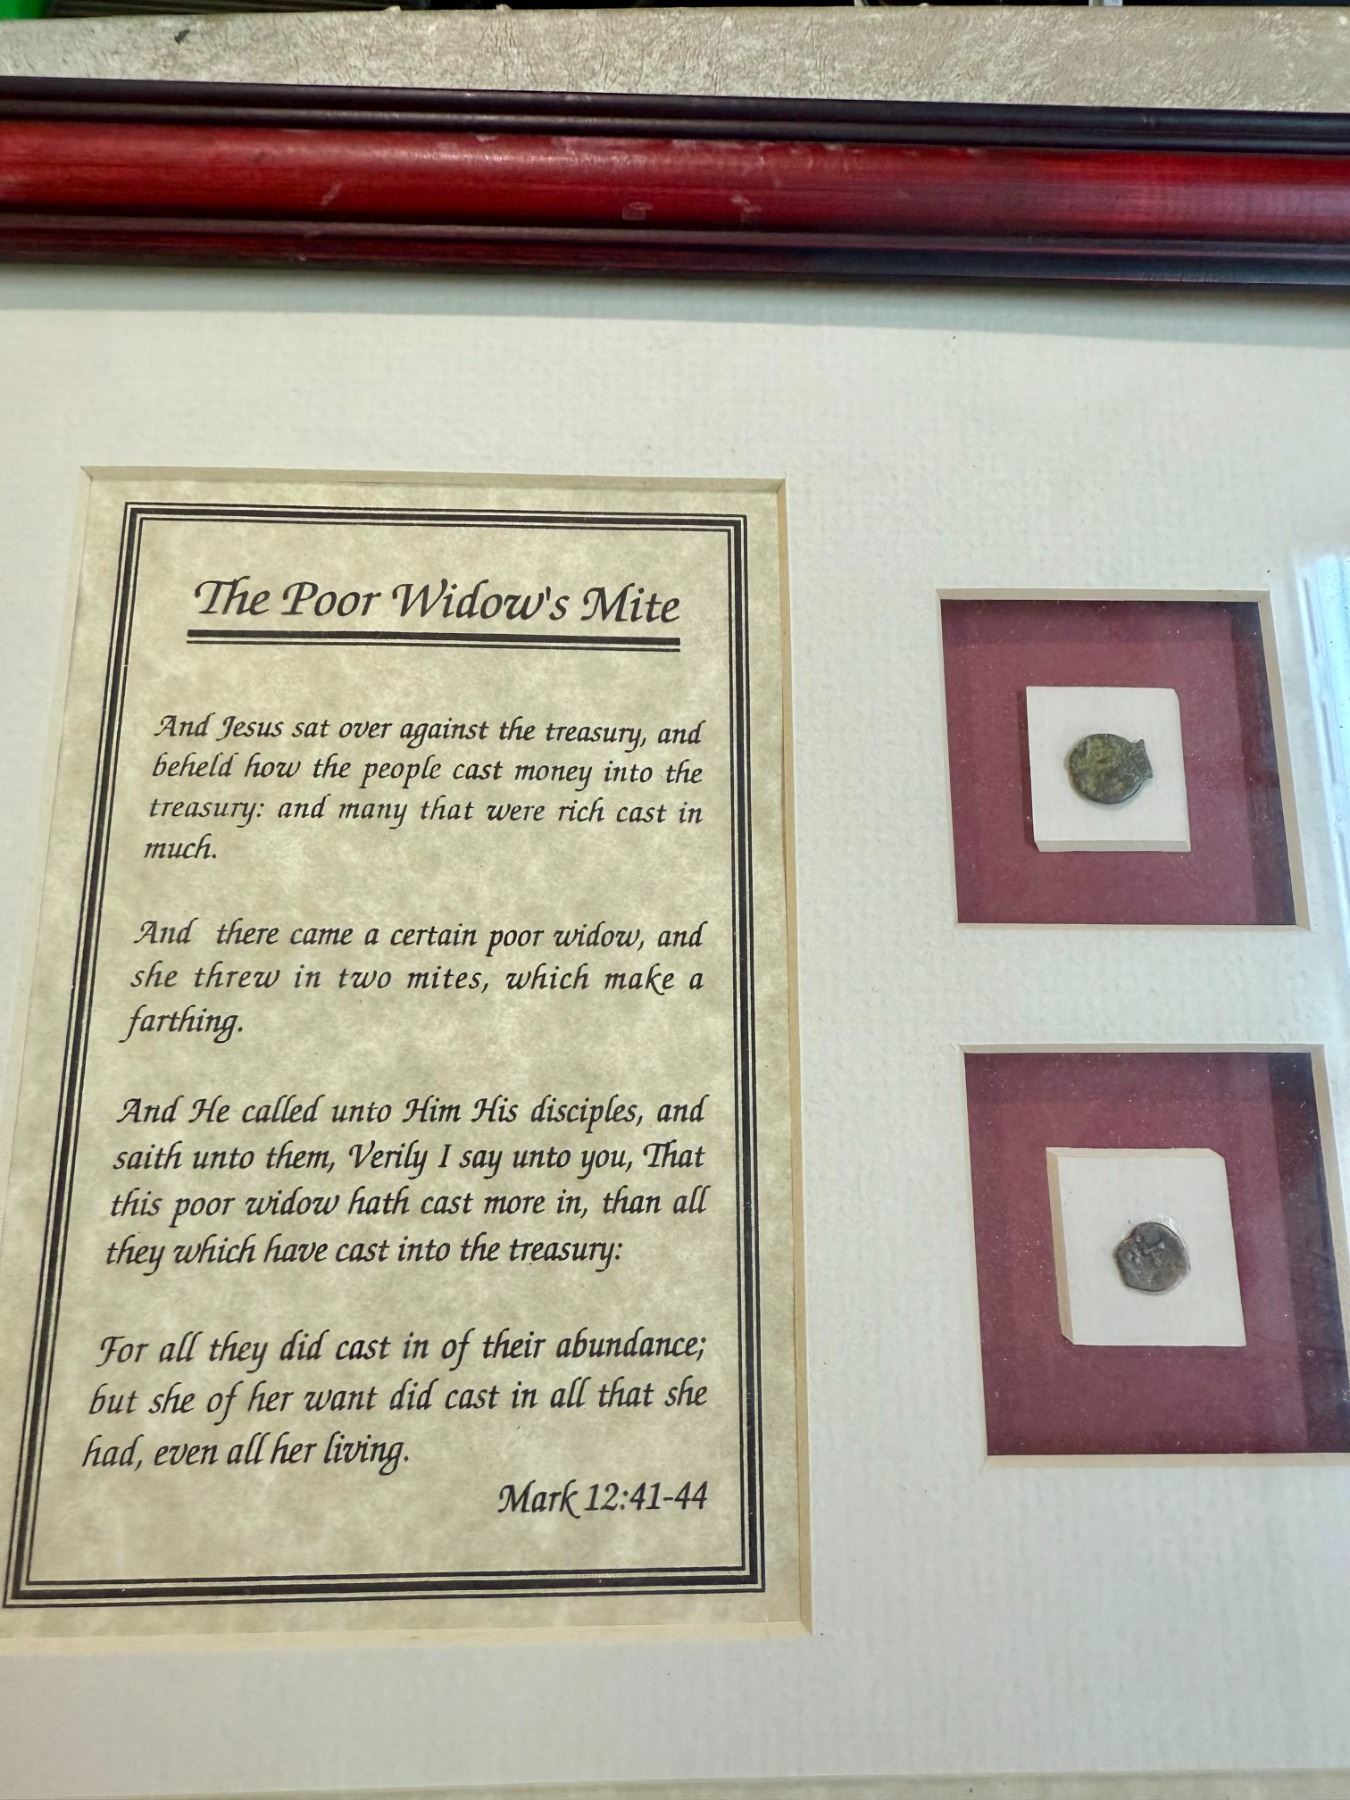 The Poor Widow's Mite
And Jesus sat over against the treasury, and
beheld how the people cast money into the
treasury: and many that were rich cast in
much.
And there came a certain poor widow, and
she threw in two mites, which make a
farthing.
And He called unto Him His disciples, and
saith unto them, Verily I say unto you, That
this poor widow hath cast more in, than all
they which have cast into the treasury:
For all they did cast in of their abundance;
but she of her want did cast in all that she
had, even all her living.
Mark 12:41-44